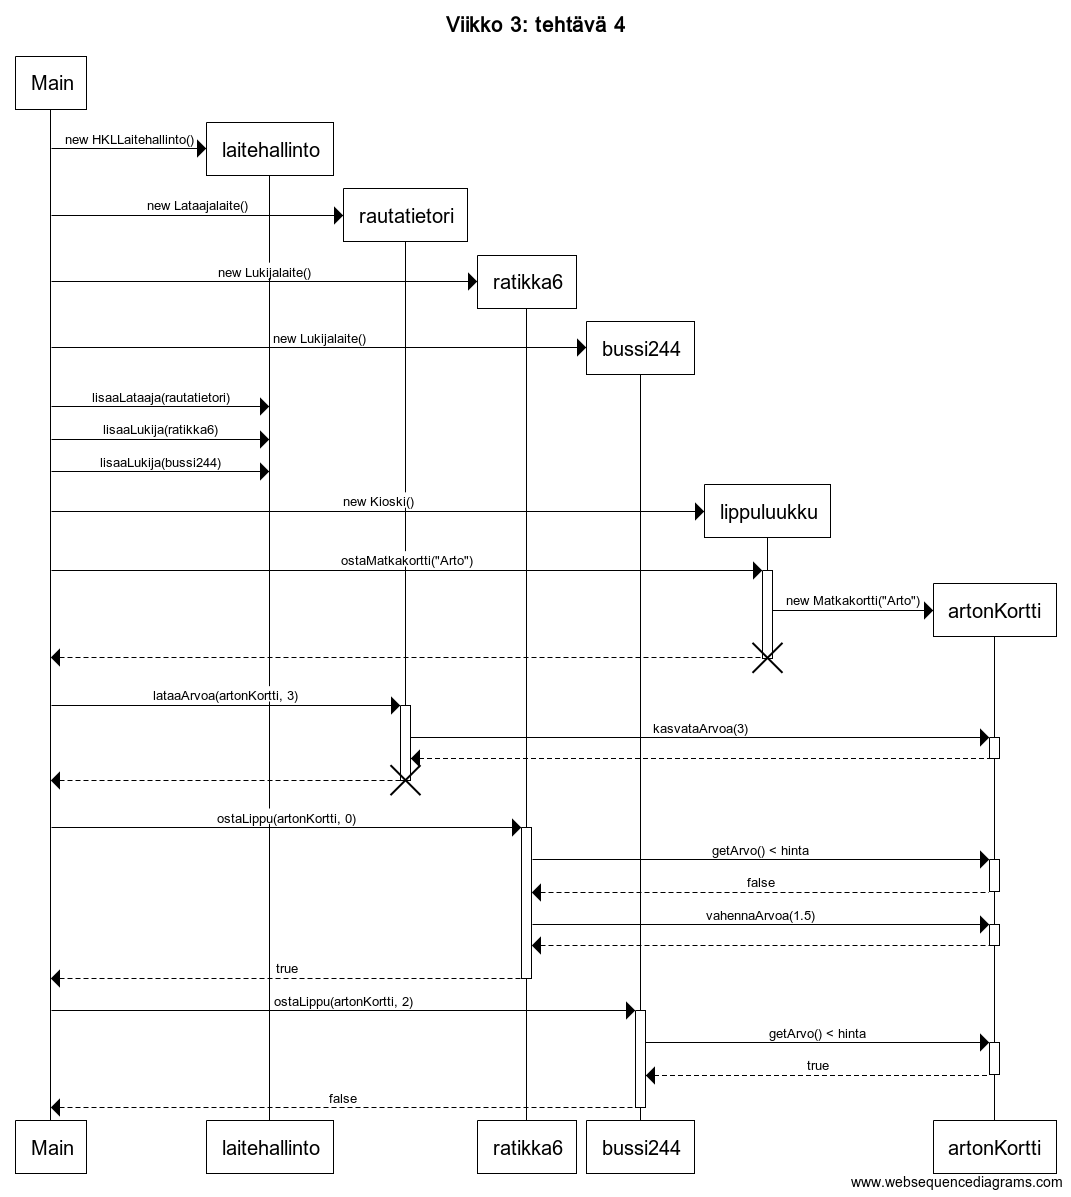 Viikko 3: tehtävä 4
Main
new HKLLaitehallinto()
laitehallinto
new Lataajalaite()
rautatietori
new Lukijalaite()
ratikka6
new Lukijalaite()
bussi244
lisaaLataaja(rautatietori)
lisaaLukija(ratikka6)
lisaaLukija(bussi244)
new Kioski()
lippuluukku
ostaMatkakortti("Arto")
new Matkakortti("Arto")
artonKortti
lataaArvoa(artonKortti, 3)
kasvataArvoa(3)
ostaLippu(artonKortti, 0)
getArvo() < hinta
false
vahennaArvoa(1.5)
true
ostaLippu(artonKortti, 2)
getArvo() < hinta
true
false
Main
laitehallinto
ratikka6
bussi244
artonKortti
www.websequencediagrams.com